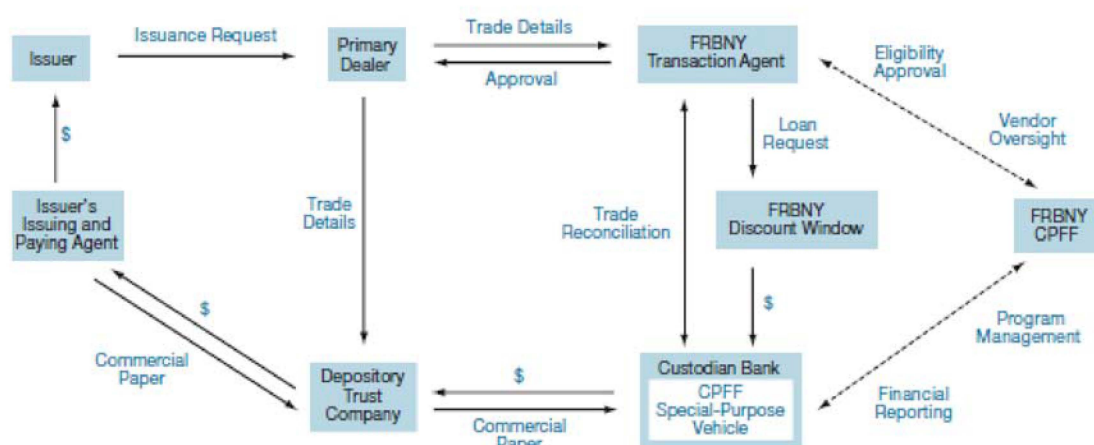 Issuer
Issuance Request
Primary
Dealer
Trade Details
Approval
FRBNY
Transaction Agent
Eligibility
Approval
$
Loan
Request
Vendor
Oversight
Issuer's
Issuing and
Paying Agent
Trade
Details
Trade
Reconciliation
FRBNY
Discount Window
FRBNY
CPFF
$
$
Program
Management
Commercial
Paper
Depository
Trust
Company
$
Commercial
Paper
Custodian Bank
CPFF
Special-Purpose
Vehicle
Financial
Reporting